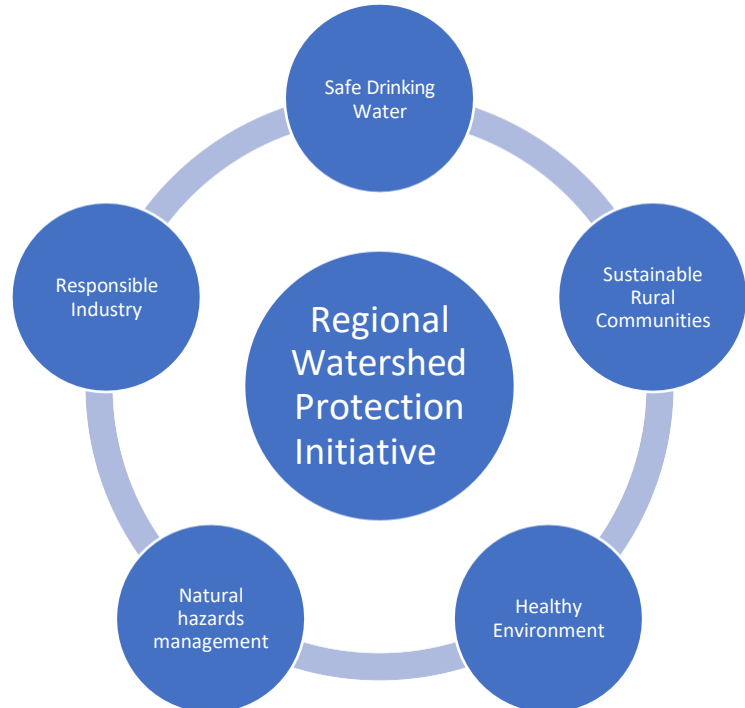 Safe Drinking
Water
Sustainable
Rural
Communities
Healthy
Environment
Natural
hazards
management
Responsible
Industry
Regional
Watershed
Protection
Initiative